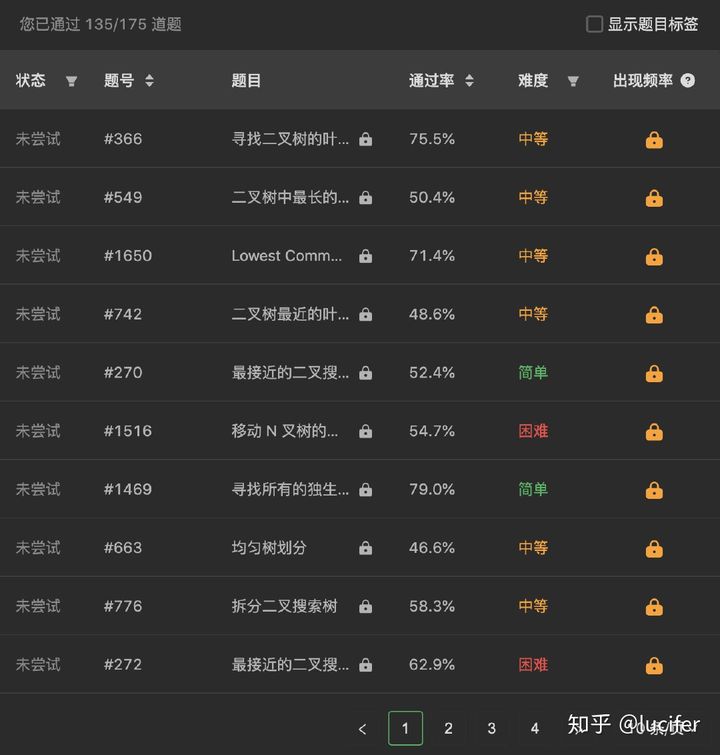 您已通过 135/175 道题 显示题目标签
状态 题号 题目 通过率 难度 出现频率
未尝试 #366 寻找二叉树的叶... 75.5% 中等
未尝试 #549 二叉树中最长的... 50.4% 中等
未尝试 #1650 Lowest Comm... 71.4% 中等
未尝试 #742 二叉树最近的叶... 48.6% 中等
未尝试 #270 最接近的二叉搜... 52.4% 简单
未尝试 #1516 移动 N 叉树的... 54.7% 困难
未尝试 #1469 寻找所有的独生... 79.0% 简单
未尝试 #663 均匀树划分 46.6% 中等
未尝试 #776 拆分二叉搜索树 58.3% 中等
未尝试 #272 最接近的二叉搜... 62.9% 困难
< 1 2 3 4
知乎 @lucifer